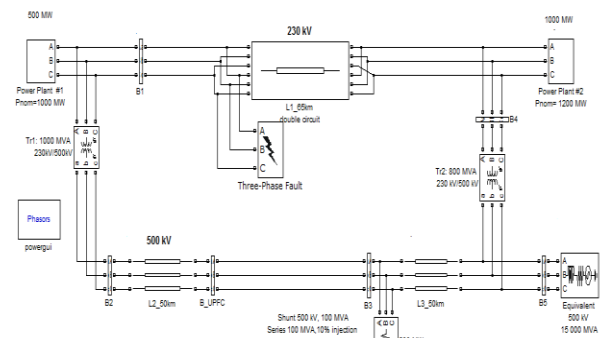 500 MW
230 kV
1000 MW
A
B
C
A
B
C
Power Plant #1
Pnom=1000 MW
B1
L1_65km
double circuit
Power Plant #2
Pnom= 1200 MW
A
B
C
Three-Phase Fault
B4
Tr1: 1000 MVA
230kV/500kV
A B C
a b c
Tr2: 800 MVA
230 kV/500 kV
A B C
a b c
Phasors
powergui
500 kV
B2
L2_50km
B_UPFC
B3
L3_50km
B5
A
B
C
Equivalent
500 kV
15 000 MVA
Shunt 500 kV, 100 MVA
Series 100 MVA,10% injection
A B C